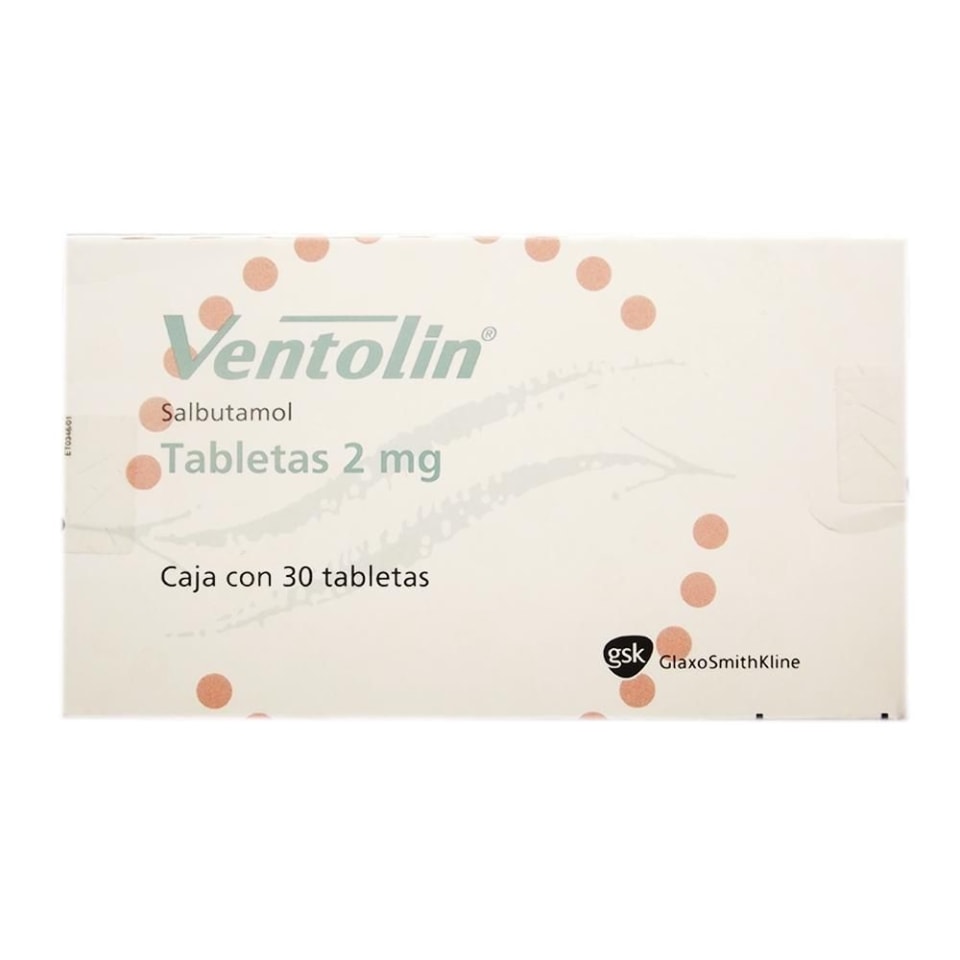 Ventolin®
Salbutamol
Tabletas 2 mg
Caja con 30 tabletas
gsk GlaxoSmithKline